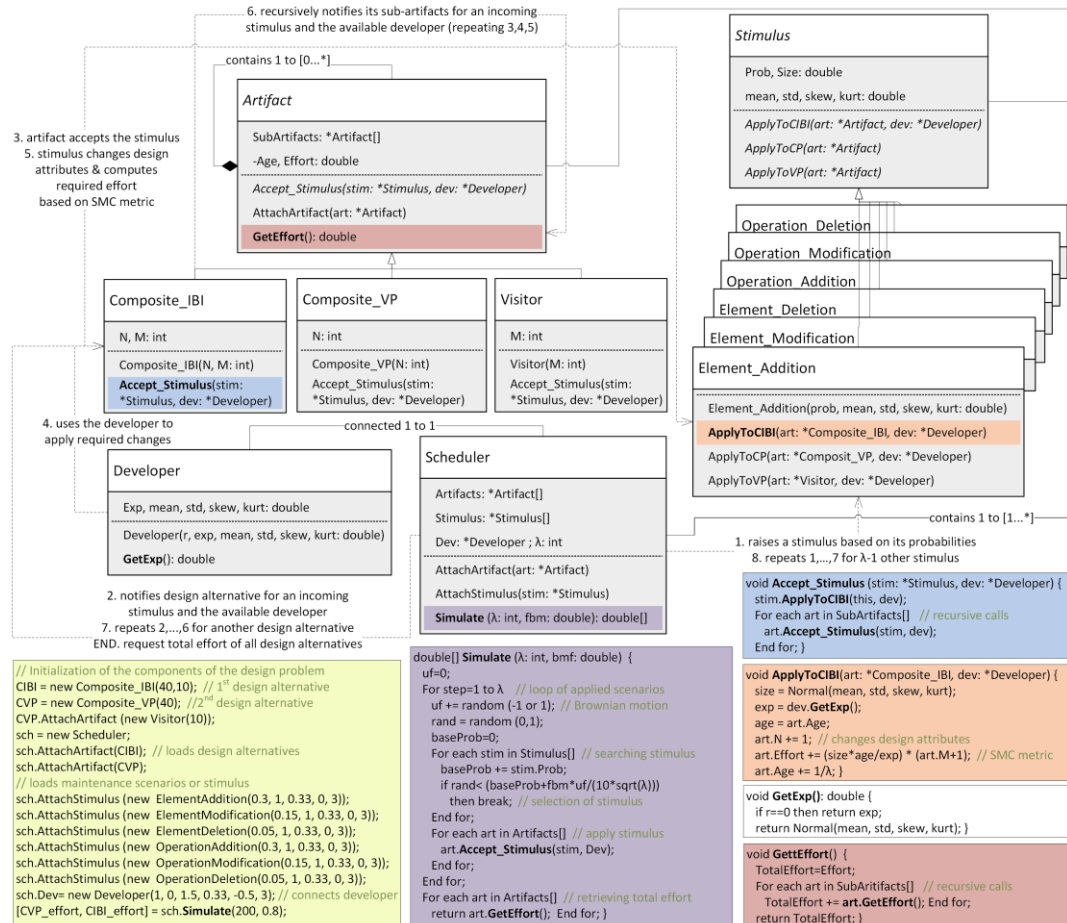 6. recursively notifies its sub-artifacts for an incoming
stimulus and the available developer (repeating 3,4,5)
contains 1 to [0...*]
Artifact
SubArtifacts: *Artifact[]
-Age, Effort: double
Accept_Stimulus(stim: *Stimulus, dev: *Developer)
AttachArtifact(art: *Artifact)
GetEffort(): double
3. artifact accepts the stimulus
5. stimulus changes design
attributes & computes
required effort
based on SMC metric
Stimulus
Prob, Size: double
mean, std, skew, kurt: double
ApplyToCIBI(art: *Artifact, dev: *Developer)
ApplyToCP(art: *Artifact)
ApplyToVP(art: *Artifact)
Operation_Deletion
Operation_Modification
Operation_Addition
Element_Deletion
Element_Modification
Element_Addition
Element_Addition(prob, mean, std, skew, kurt: double)
ApplyToCIBI(art: *Composite_IBI, dev: *Developer)
ApplyToCP(art: *Composit_VP, dev: *Developer)
ApplyToVP(art: *Visitor, dev: *Developer)
Composite_IBI
N, M: int
Composite_IBI(N, M: int)
Accept_Stimulus(stim:
*Stimulus, dev: *Developer)
Composite_VP
N: int
Composite_VP(N: int)
Accept_Stimulus(stim:
*Stimulus, dev: *Developer)
Visitor
M: int
Visitor(M: int)
Accept_Stimulus(stim:
*Stimulus, dev: *Developer)
4. uses the developer to
apply required changes
connected 1 to 1
Developer
Exp, mean, std, skew, kurt: double
Developer(r, exp, mean, std, skew, kurt: double)
GetExp(): double
Scheduler
Artifacts: *Artifact[]
Stimulus: *Stimulus[]
Dev: *Developer ; λ: int
AttachArtifact(art: *Artifact)
AttachStimulus(stim: *Stimulus)
Simulate (λ: int, fbm: double): double[]
contains 1 to [1...*]
1. raises a stimulus based on its probabilities
8. repeats 1,...,7 for λ-1 other stimulus
2. notifies design alternative for an incoming
stimulus and the available developer
7. repeats 2,...,6 for another design alternative
END. request total effort of all design alternatives
// Initialization of the components of the design problem
CIBI = new Composite_IBI(40,10); // 1st design alternative
CVP = new Composite_VP(40); //2nd design alternative
CVP.AttachArtifact (new Visitor(10));
sch = new Scheduler;
sch.AttachArtifact(CIBI); // loads design alternatives
sch.AttachArtifact(CVP);
// loads maintenance scenarios or stimulus
sch.AttachStimulus (new ElementAddition(0.3, 1, 0.33, 0, 3));
sch.AttachStimulus (new ElementModification(0.15, 1, 0.33, 0, 3));
sch.AttachStimulus (new ElementDeletion(0.05, 1, 0.33, 0, 3));
sch.AttachStimulus (new OperationAddition(0.3, 1, 0.33, 0, 3));
sch.AttachStimulus (new OperationModification(0.15, 1, 0.33, 0, 3));
sch.AttachStimulus (new OperationDeletion(0.05, 1, 0.33, 0, 3));
sch.Dev= new Developer(1, 0, 1.5, 0.33, -0.5, 3); // connects developer
[CVP_effort, CIBI_effort] = sch.Simulate(200, 0.8);
double[] Simulate (λ: int, bmf: double) {
uf=0;
For step=1 to λ // loop of applied scenarios
uf += random (-1 or 1); // Brownian motion
rand = random (0,1);
baseProb=0;
For each stim in Stimulus[] // searching stimulus
baseProb += stim.Prob;
if rand< (baseProb+fbm*uf/(10*sqrt(λ)))
then break; // selection of stimulus
End for;
For each art in Artifacts[] // apply stimulus
art.Accept_Stimulus(stim, Dev);
End for;
End for;
For each art in Artifacts[] // retrieving total effort
return art.GetEffort(); End for; }
void Accept_Stimulus (stim: *Stimulus, dev: *Developer) {
stim.ApplyToCIBI(this, dev);
For each art in SubArtifacts[] // recursive calls
art.Accept_Stimulus(stim, dev);
End for; }
void ApplyToCIBI(art: *Composite_IBI, dev: *Developer) {
size = Normal(mean, std, skew, kurt);
exp = dev.GetExp();
age = art.Age;
art.N += 1; // changes design attributes
art.Effort += (size*age/exp) * (art.M+1); // SMC metric
art.Age += 1/λ; }
void GetExp(): double {
if r==0 then return exp;
return Normal(mean, std, skew, kurt); }
void GettEffort() {
TotalEffort=Effort;
For each art in SubAritifacts[] // recursive calls
TotalEffort += art.GetEffort(); End for;
return TotalEffort; }